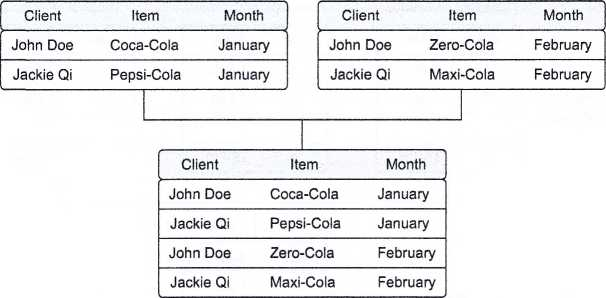 Client Item Month
John Doe Coca-Cola January
Jackie Qi Pepsi-Cola January
Client Item Month
John Doe Zero-Cola February
Jackie Qi Maxi-Cola February
Client Item Month
John Doe Coca-Cola January
Jackie Qi Pepsi-Cola January
John Doe Zero-Cola February
Jackie Qi Maxi-Cola February